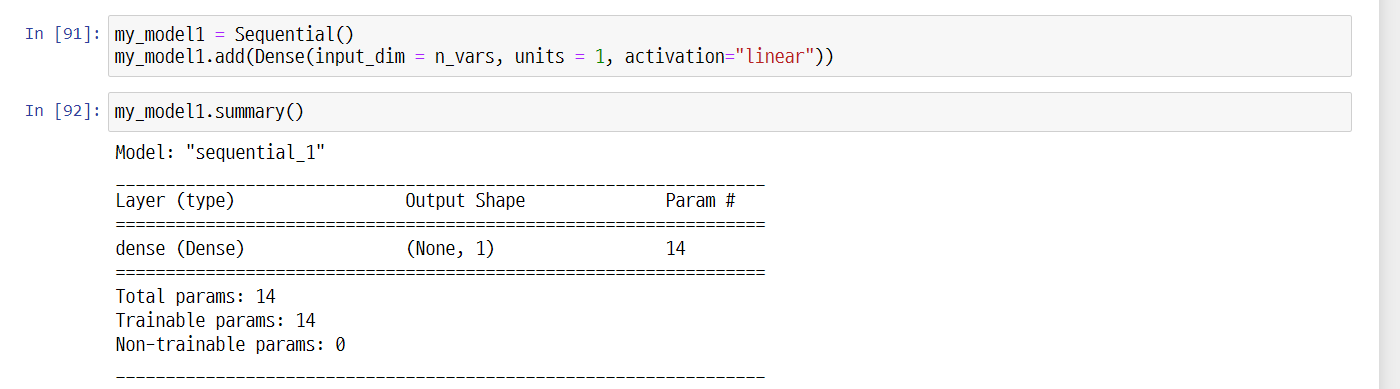 In [91]: my_model1 = Sequential()
my_model1.add(Dense(input_dim = n_vars, units = 1, activation="linear"))
In [92]: my_model1.summary()
Model: "sequential_1"
_________________________________________________________________
Layer (type)                 Output Shape              Param #
=================================================================
dense (Dense)                (None, 1)                 14
=================================================================
Total params: 14
Trainable params: 14
Non-trainable params: 0
_________________________________________________________________